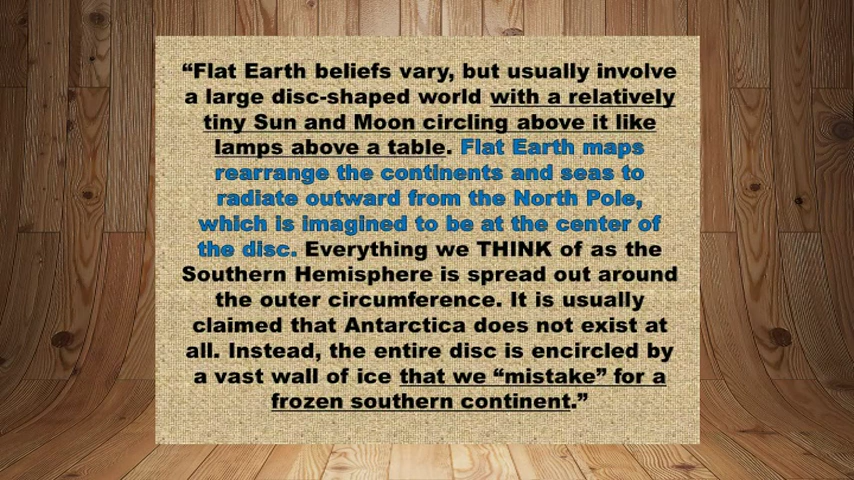 “Flat Earth beliefs vary, but usually involve
a large disc-shaped world with a relatively
tiny Sun and Moon circling above it like
lamps above a table. Flat Earth maps
rearrange the continents and seas to
radiate outward from the North Pole,
which is imagined to be at the center of
the disc. Everything we THINK of as the
Southern Hemisphere is spread out around
the outer circumference. It is usually
claimed that Antarctica does not exist at
all. Instead, the entire disc is encircled by
a vast wall of ice that we “mistake” for a
frozen southern continent.”